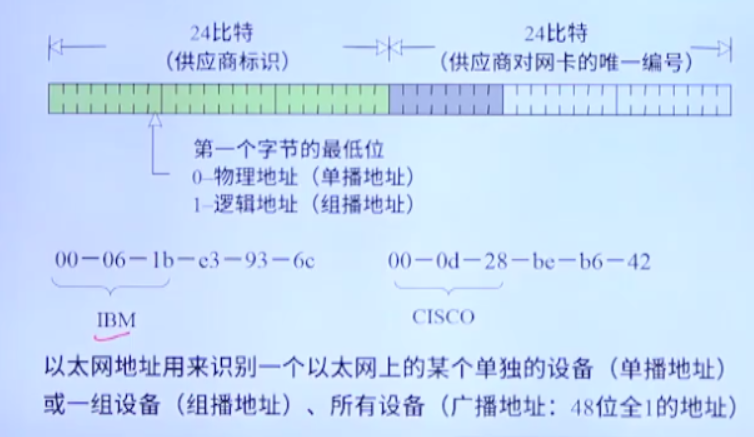 24比特
24比特
（供应商标识）
（供应商对网卡的唯一编号）
第一个字节的最低位
0–物理地址（单播地址）
1–逻辑地址（组播地址）
00－06－1b－e3－93－6c
00－0d－28－be－b6－42
IBM
CISCO
以太网地址用来识别一个以太网上的某个单独的设备（单播地址）
或一组设备（组播地址）、所有设备（广播地址：48位全1的地址）